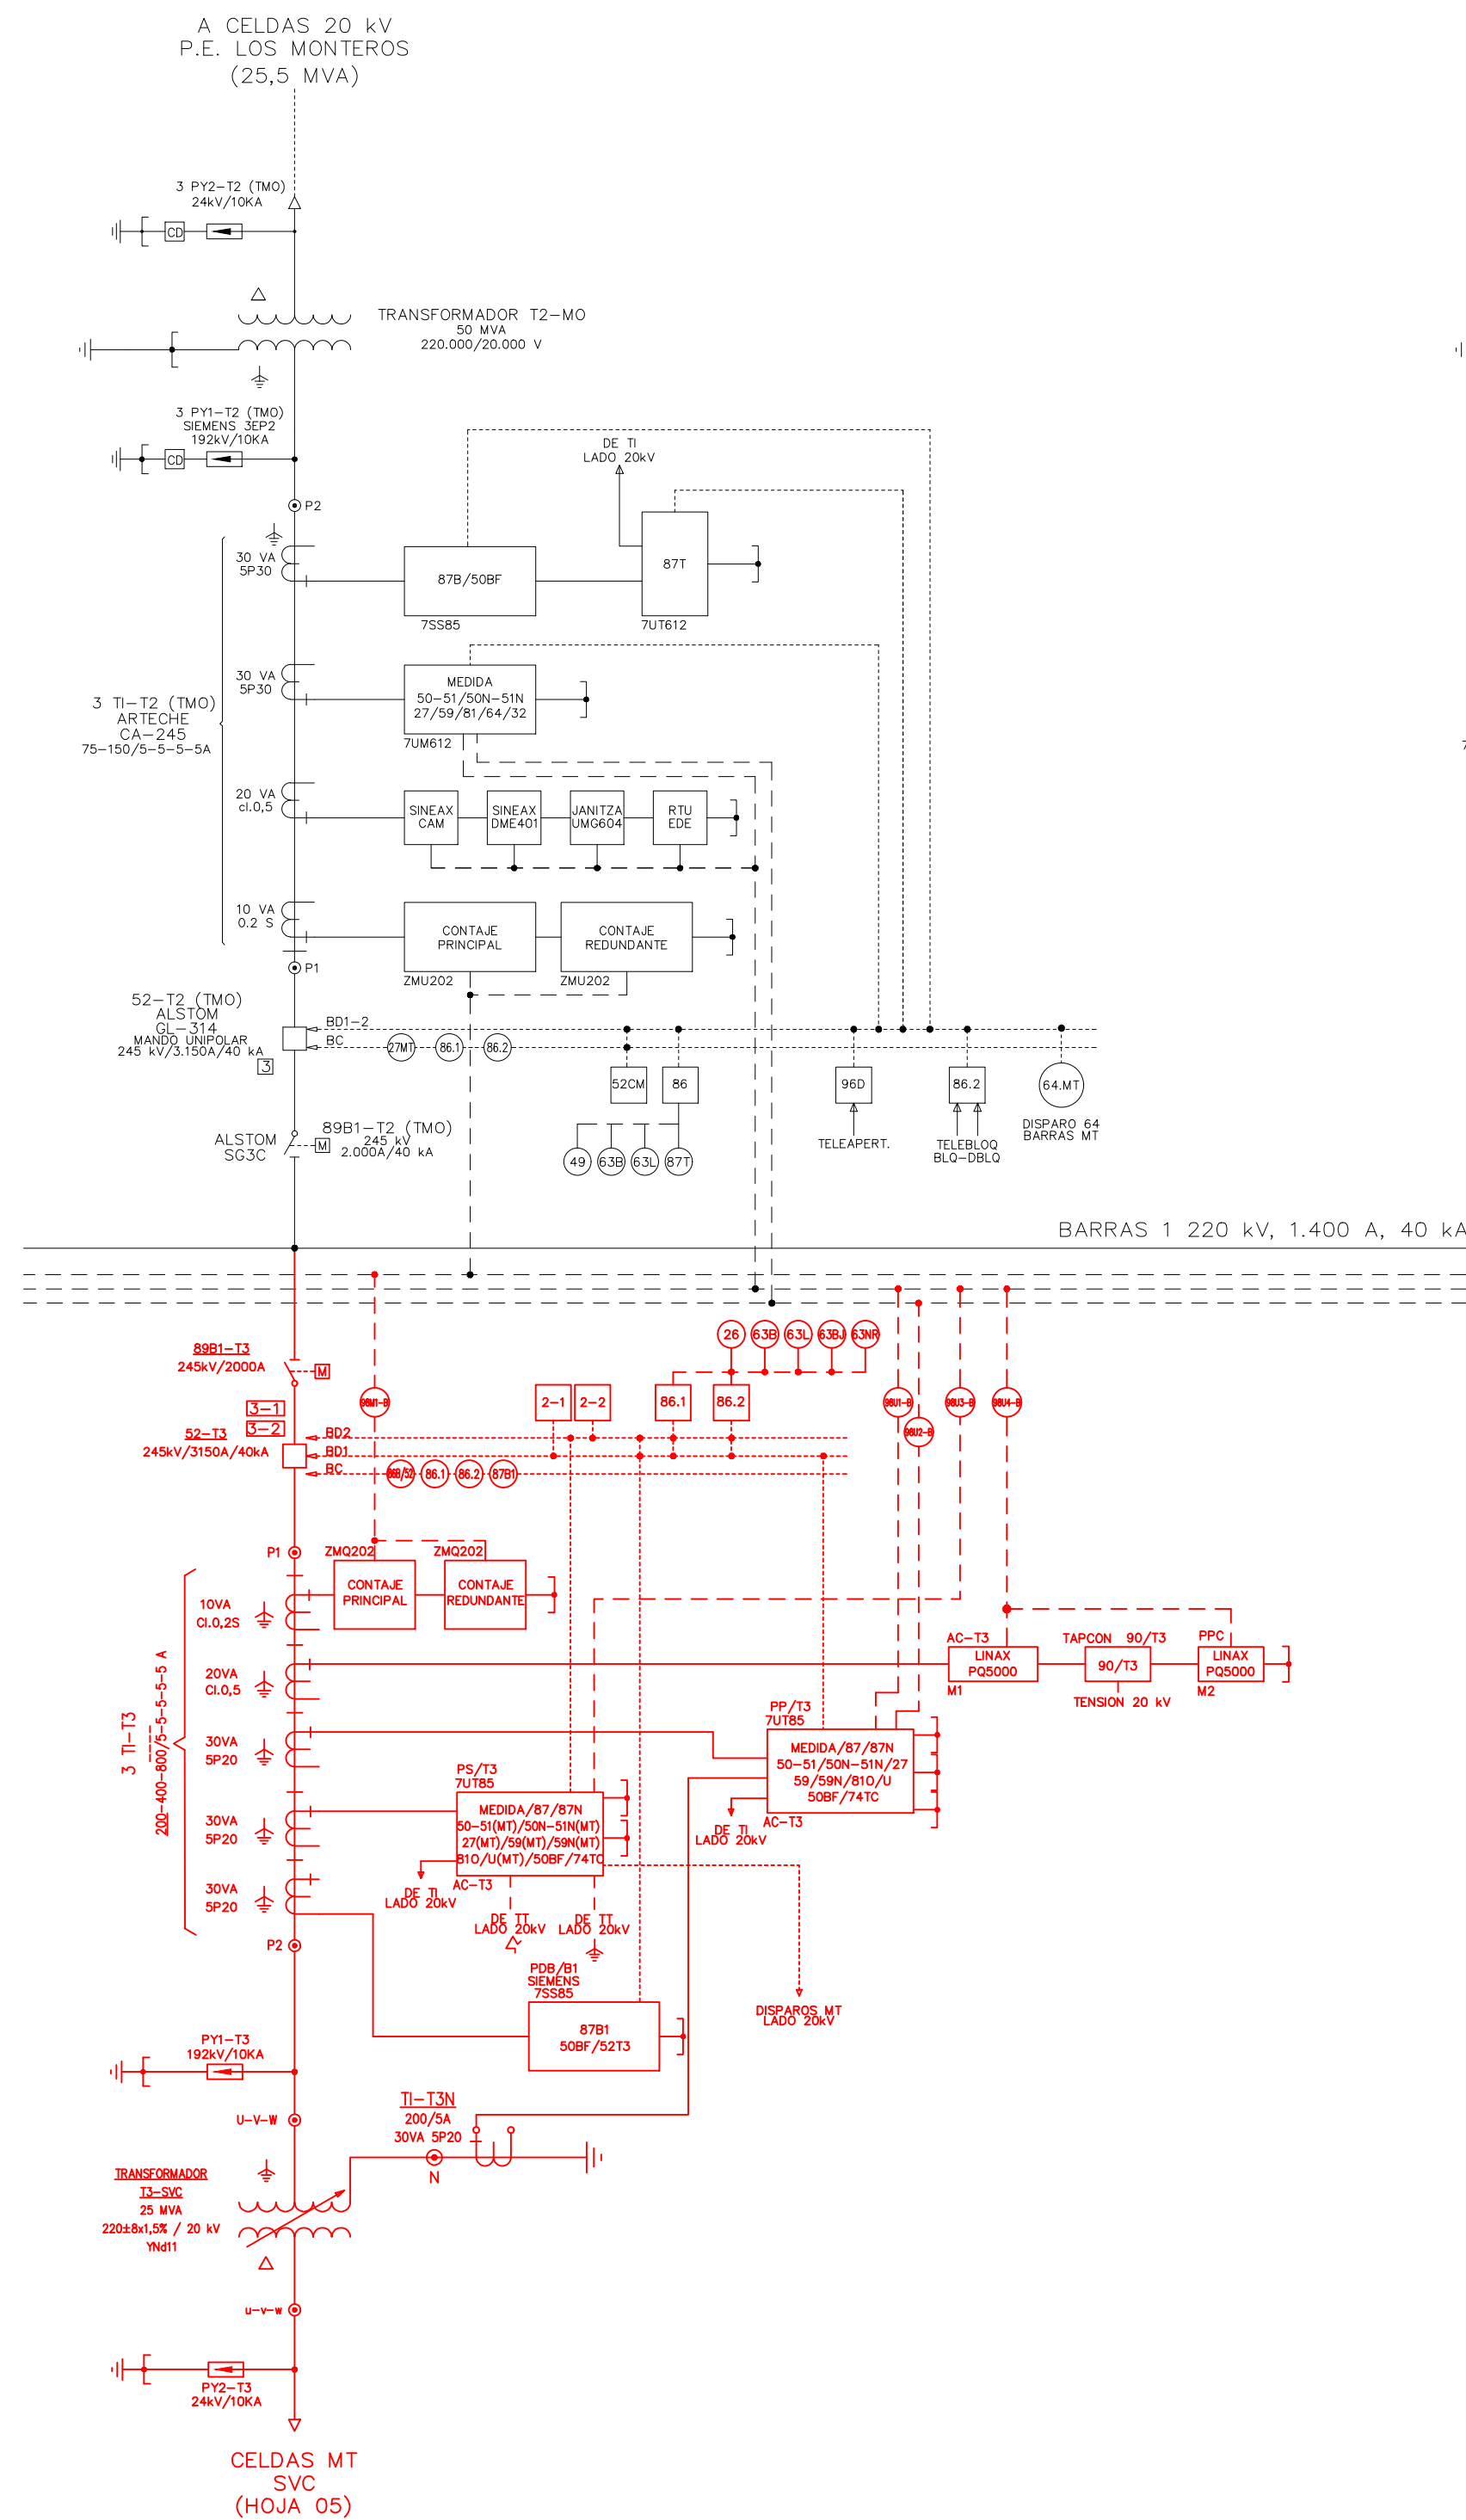 A CELDAS 20 kV
P.E. LOS MONTEROS
(25,5 MVA)
3 PY2-T2 (TMO)
24kV/10KA
CD
TRANSFORMADOR T2-MO
50 MVA
220.000/20.000 V
3 PY1-T2 (TMO)
SIEMENS 3EP2
192kV/10KA
CD
P2
DE TI
LADO 20kV
30 VA
5P30
87B/50BF
7SS85
87T
7UT612
3 TI-T2 (TMO)
ARTECHE
CA-245
75-150/5-5-5-5A
30 VA
5P30
MEDIDA
50-51/50N-51N
27/59/81/64/32
7UM612
20 VA
cl.0,5
SINEAX
CAM
SINEAX
DME401
JANITZA
UMG604
RTU
EDE
10 VA
0.2 S
CONTAJE
PRINCIPAL
ZMU202
CONTAJE
REDUNDANTE
ZMU202
P1
52-T2 (TMO)
ALSTOM
GL-314
MANDO UNIPOLAR
245 kV/3.150A/40 kA
3
BD1-2
BC
27MT
86.1
86.2
52CM
86
96D
86.2
64.MT
TELEAPERT.
TELEBLOQ
BLQ-DBLQ
DISPARO 64
BARRAS MT
49
63B
63L
87T
ALSTOM
SG3C
M
89B1-T2 (TMO)
245 kV
2.000A/40 kA
BARRAS 1 220 kV, 1.400 A, 40 kA
89B1-T3
245kV/2000A
M
26
63B
63L
63BJ
63NR
98W1-B
98U1-B
98U2-B
98U3-B
98U4-B
3-1
3-2
2-1
2-2
86.1
86.2
52-T3
245kV/3150A/40kA
BD2
BD1
BC
86.1
86.2
87B1
P1
ZMQ202
CONTAJE
PRINCIPAL
ZMQ202
CONTAJE
REDUNDANTE
3 TI-T3
200-400-800/5-5-5-5-5 A
10VA
Cl.0,2S
20VA
Cl.0,5
30VA
5P20
30VA
5P20
30VA
5P20
P2
AC-T3
LINAX
PQ5000
M1
TAPCON 90/T3
90/T3
TENSION 20 kV
PPC
LINAX
PQ5000
M2
PP/T3
7UT85
MEDIDA/87/87N
50-51/50N-51N/27
59/59N/81O/U
50BF/74TC
AC-T3
DE TI
LADO 20kV
PS/T3
7UT85
MEDIDA/87/87N
50-51(MT)/50N-51N(MT)
27(MT)/59(MT)/59N(MT)
81O/U(MT)/50BF/74TC
AC-T3
DE TI
LADO 20kV
DE TT
LADO 20kV
DE TT
LADO 20kV
PDB/B1
SIEMENS
7SS85
87B1
50BF/52T3
DISPAROS MT
LADO 20kV
PY1-T3
192kV/10KA
U-V-W
TI-T3N
200/5A
30VA 5P20
N
TRANSFORMADOR
T3-SVC
25 MVA
220±8x1,5% / 20 kV
YNd11
u-v-w
PY2-T3
24kV/10KA
CELDAS MT
SVC
(HOJA 05)